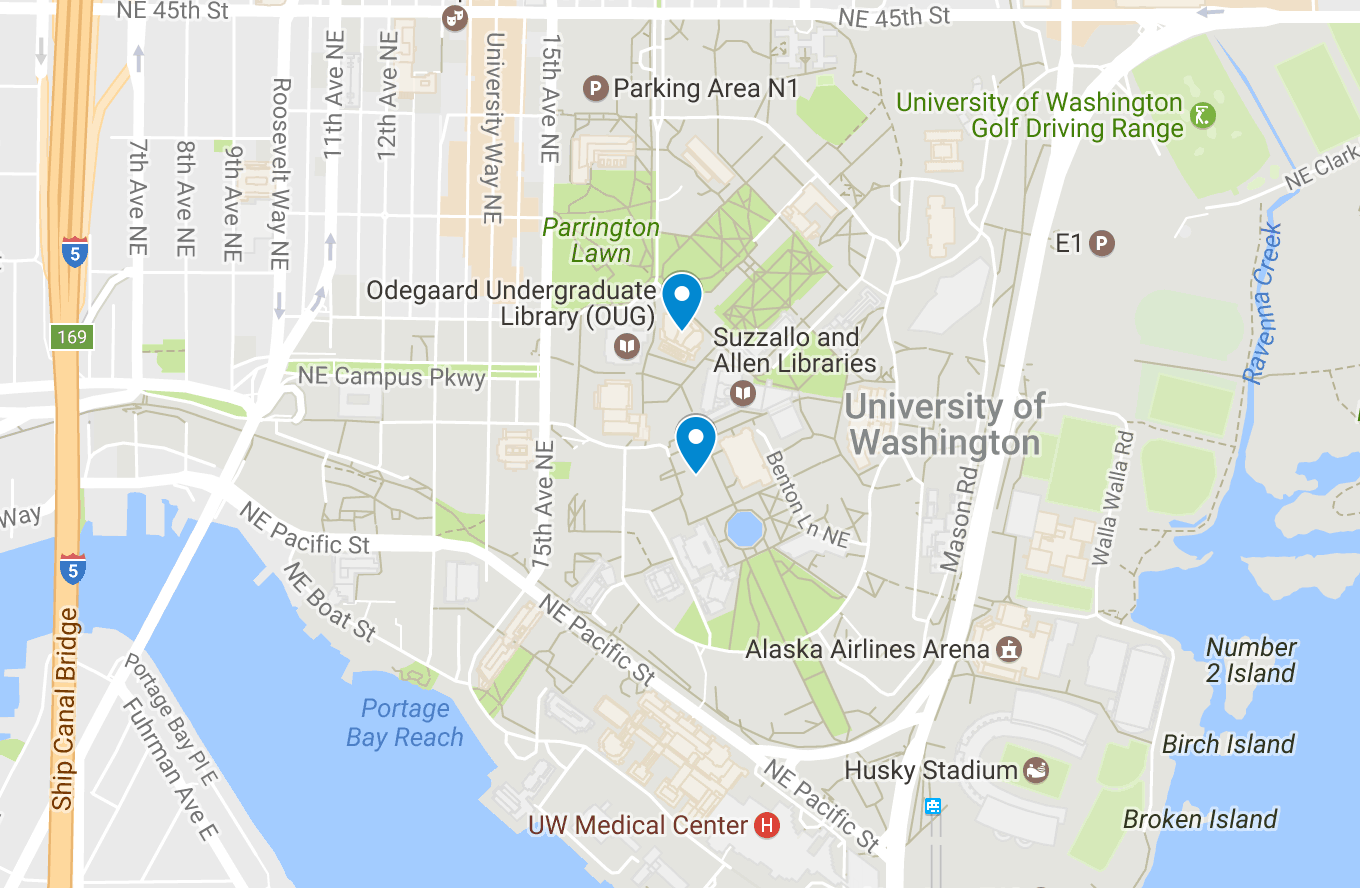 NE 45th St
NE 45th St
7th Ave NE
8th Ave NE
9th Ave NE
Roosevelt Way NE
11th Ave NE
12th Ave NE
University Way NE
15th Ave NE
P
Parking Area N1
University of Washington
Golf Driving Range
NE Clark
Parrington
Lawn
E1
P
Ravenna Creek
5
Odegaard Undergraduate
Library (OUG)
169
Suzzallo and
Allen Libraries
NE Campus Pkwy
University of
Washington
15th Ave NE
Benton Ln NE
Mason Rd
Walla Walla Rd
Way
NE Pacific St
5
NE Boat St
NE Pacific St
Alaska Airlines Arena
Number
2 Island
Ship Canal Bridge
Portage Bay Pl E
Fuhrman Ave E
Portage
Bay Reach
Birch Island
Husky Stadium
NE Pacific St
UW Medical Center
H
Broken Island